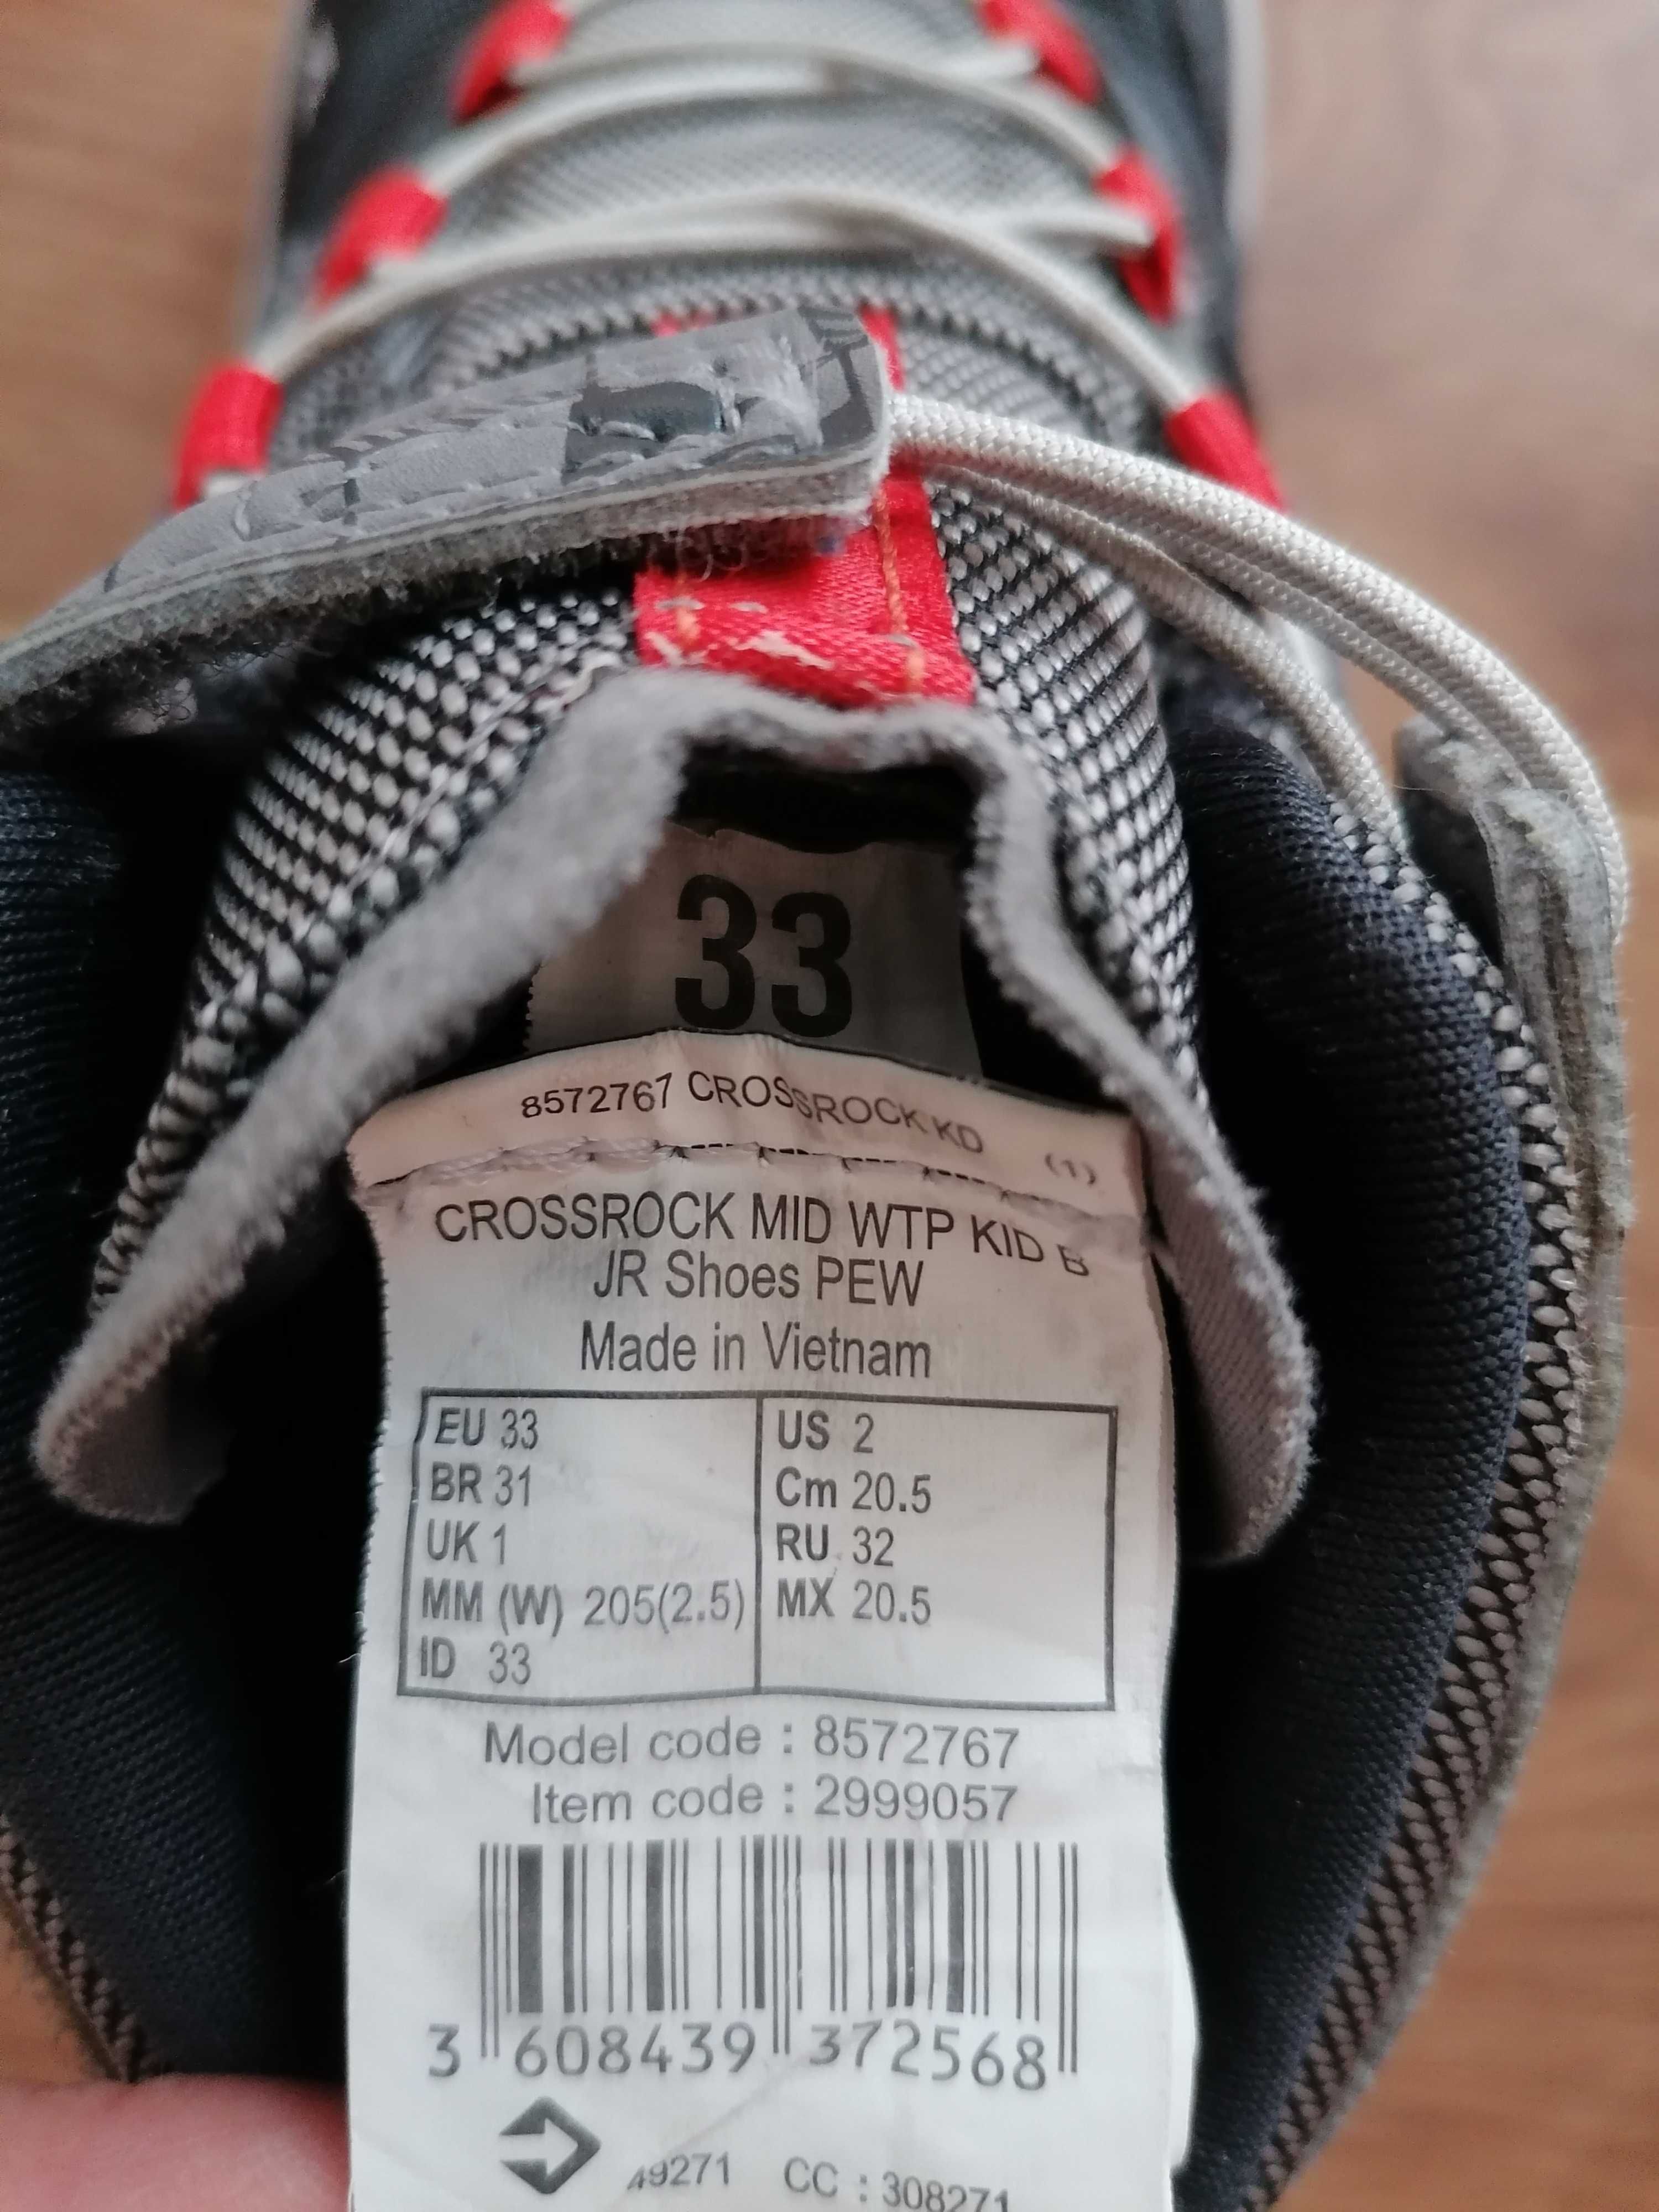 33
8572767 CROSSROCK KD (1)
CROSSROCK MID WTP KID B
JR Shoes PEW
Made in Vietnam
EU 33 US 2
BR 31 Cm 20.5
UK 1 RU 32
MM (W) 205(2.5) MX 20.5
ID 33
Model code : 8572767
Item code : 2999057
3 608439 372568
49271 CC : 308271